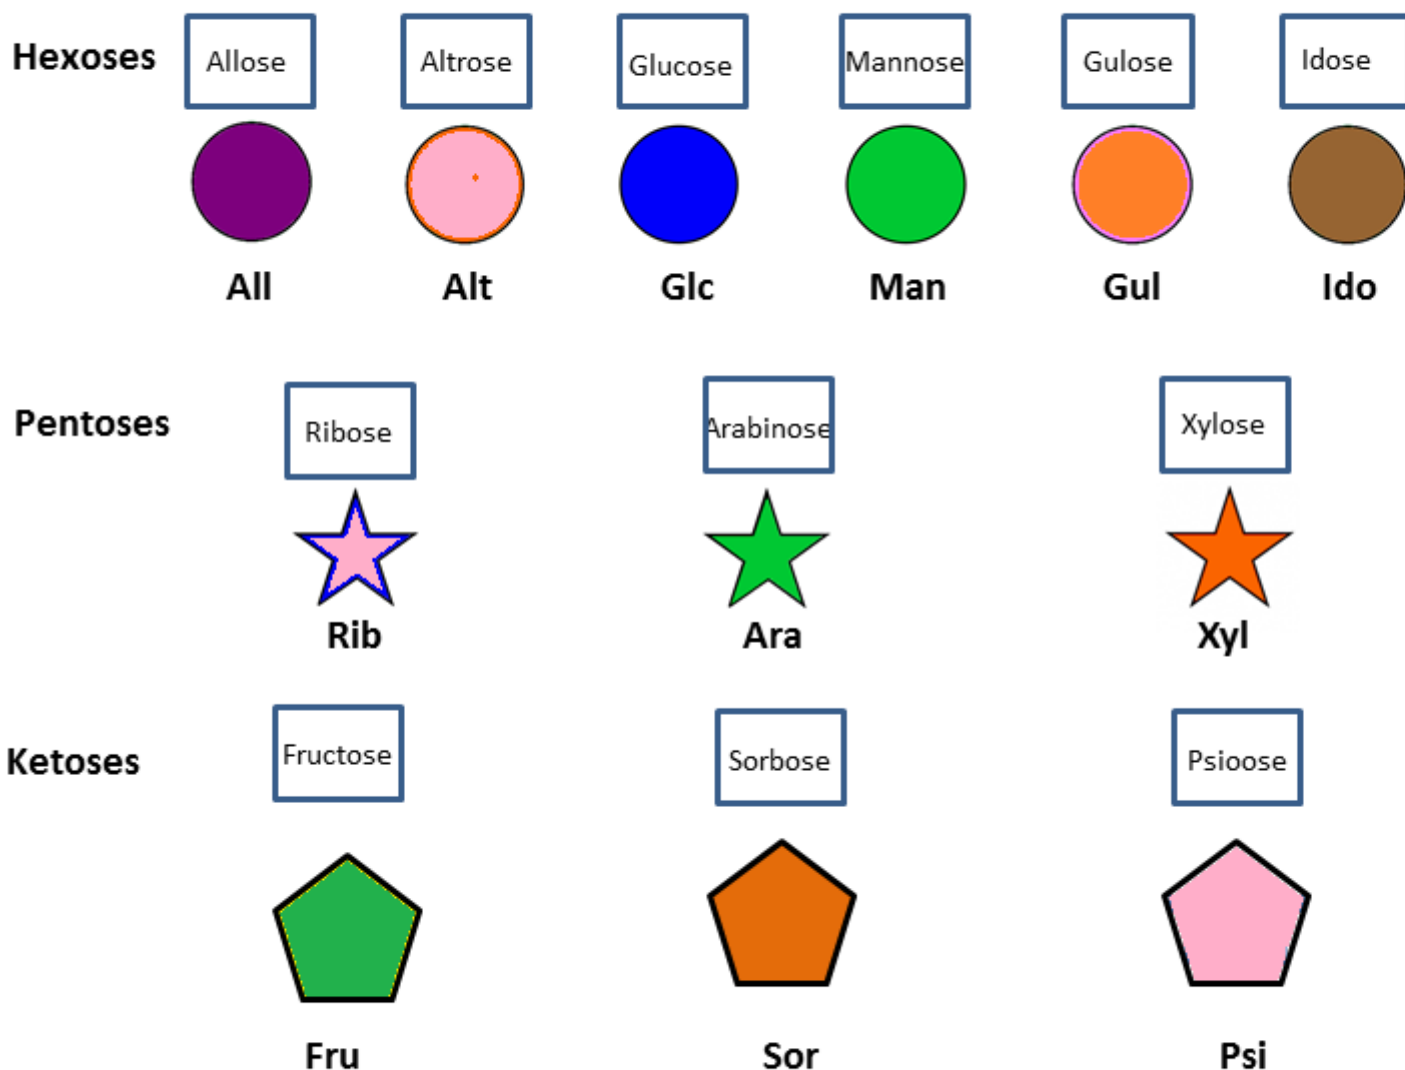 Hexoses Allose Altrose Glucose Mannose Gulose Idose
All Alt Glc Man Gul Ido
Pentoses Ribose Arabinose Xylose
Rib Ara Xyl
Ketoses Fructose Sorbose Psioose
Fru Sor Psi